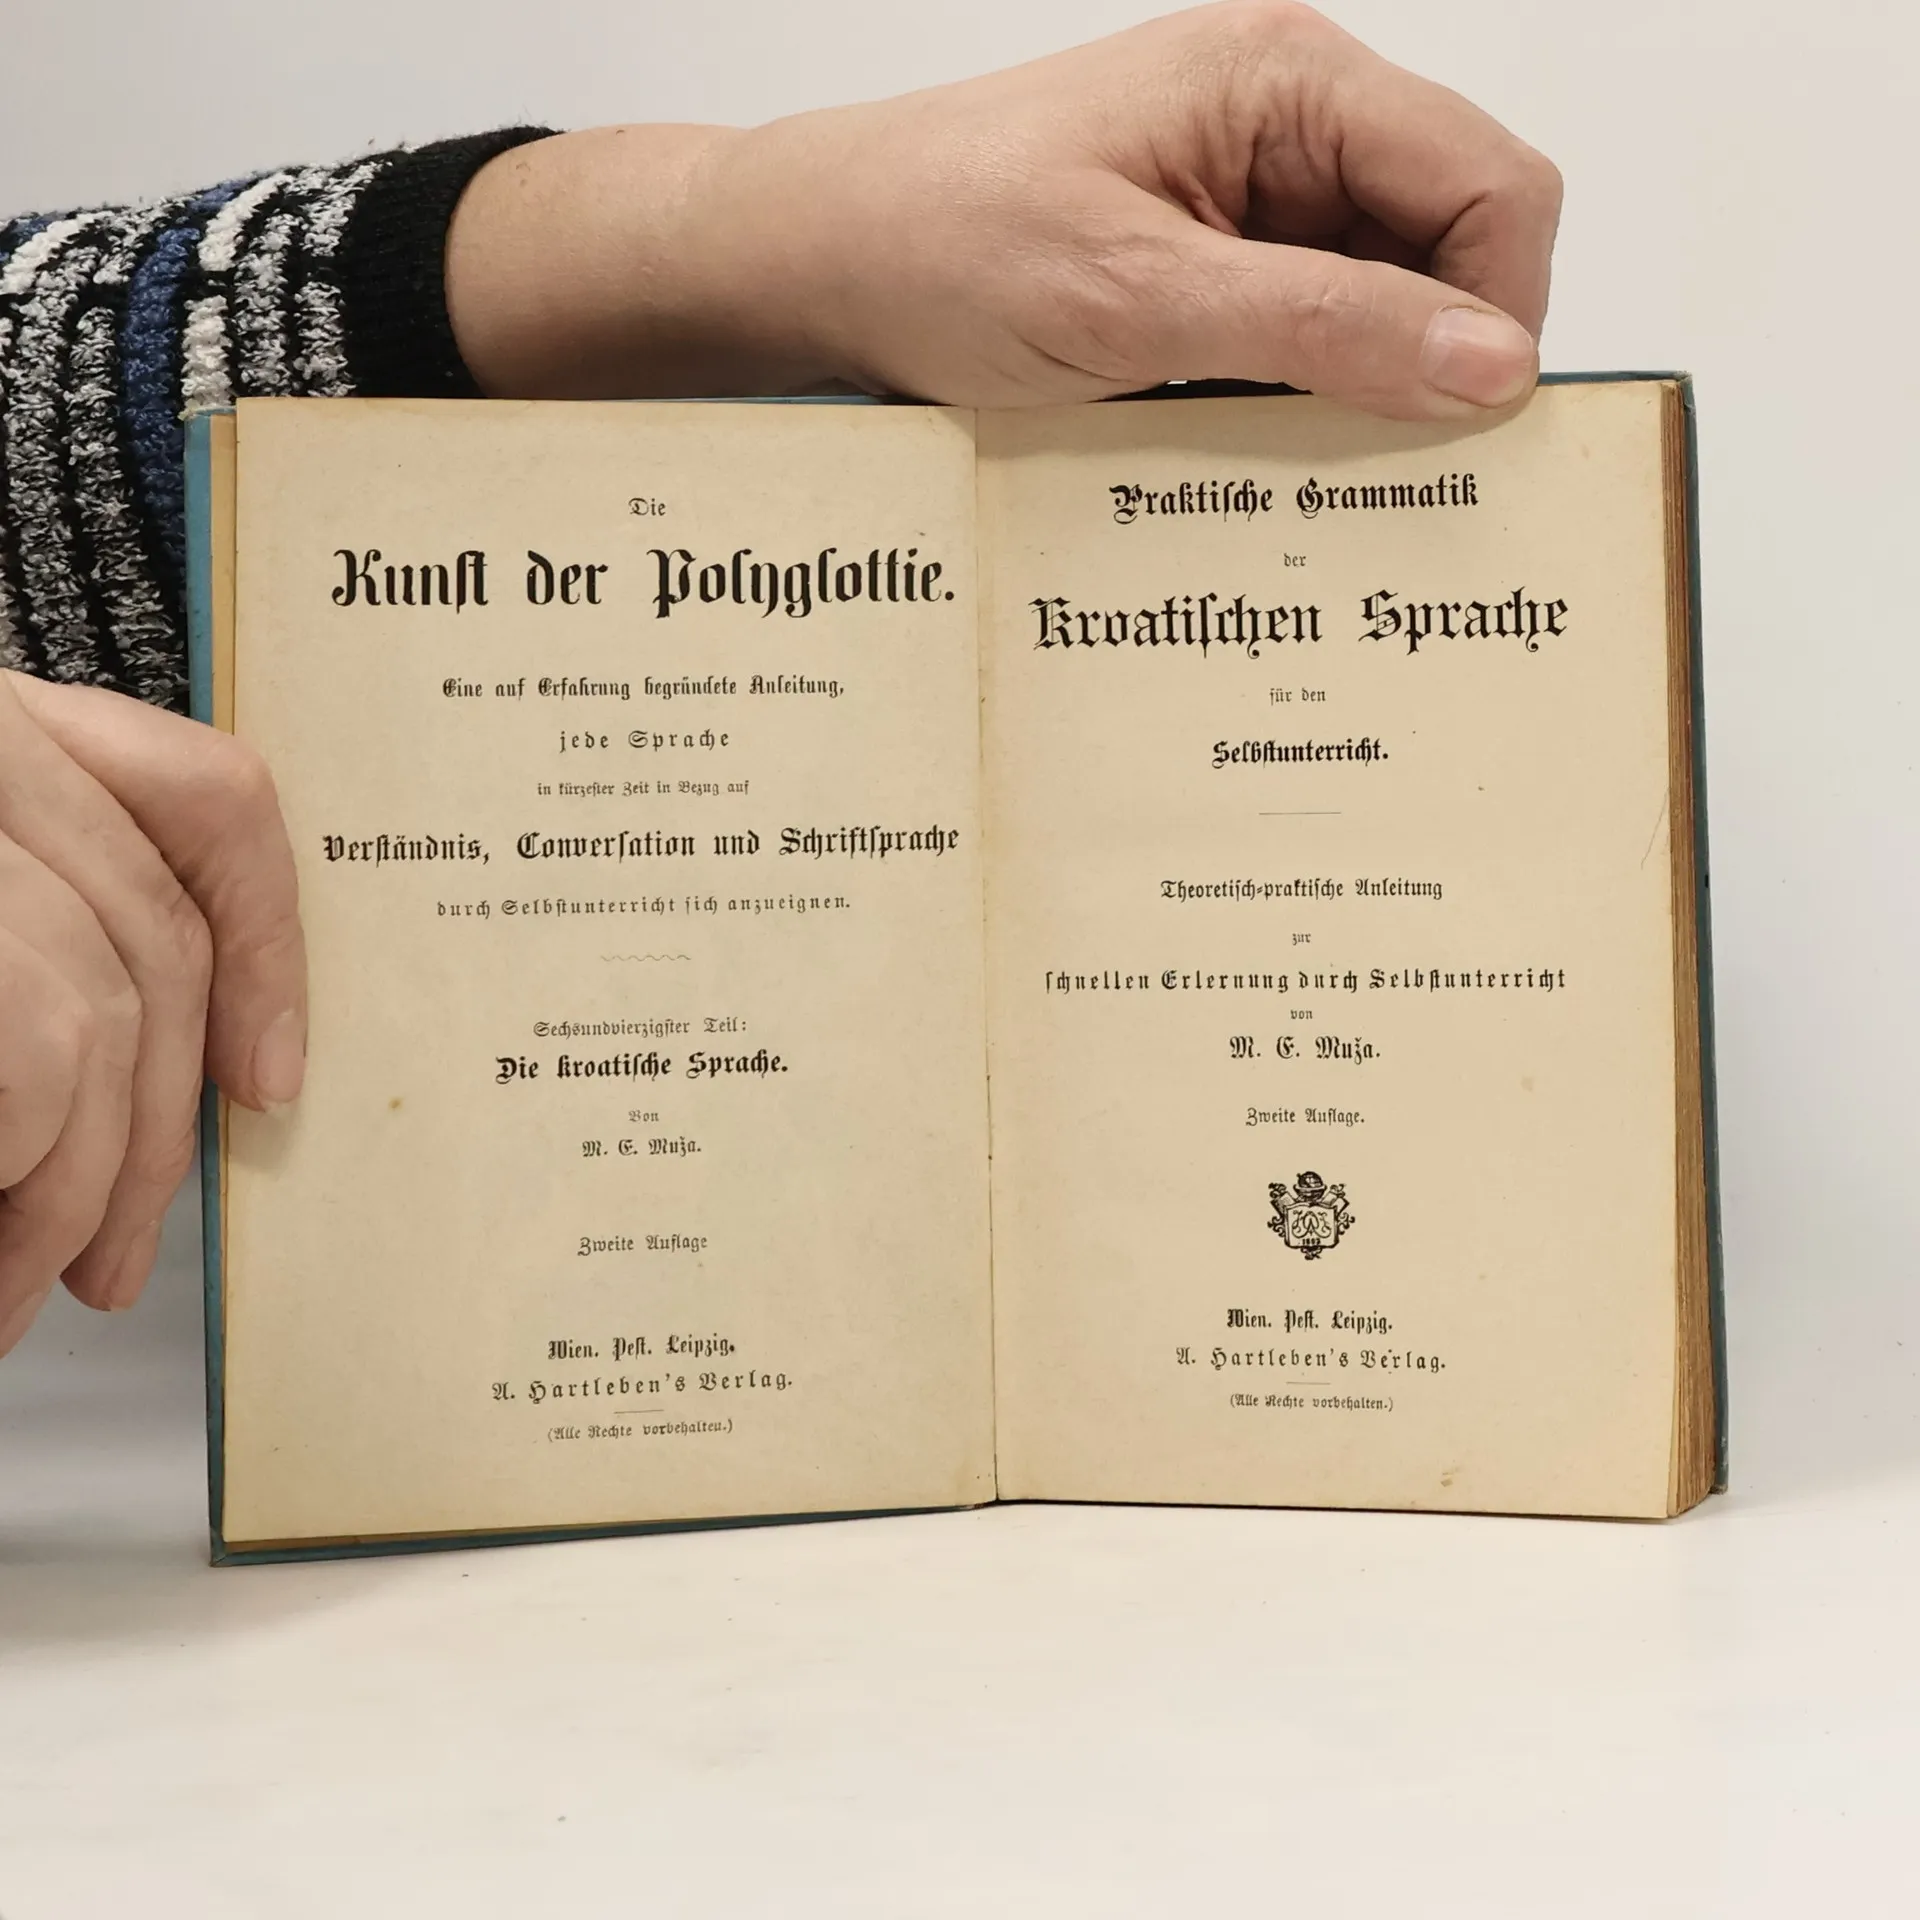 Die
Kunst der Polyglottie.
Eine auf Erfahrung begründete Anleitung,
jede Sprache
in kürzester Zeit in Bezug auf
Verständnis, Conversation und Schriftsprache
durch Selbstunterricht sich anzueignen.
Sechsundvierzigster Teil:
Die kroatische Sprache.
Von
M. E. Muža.
Zweite Auflage
Wien. Pest. Leipzig.
A. Hartleben's Verlag.
(Alle Rechte vorbehalten.)
Praktische Grammatik
der
Kroatischen Sprache
für den
Selbstunterricht.
Theoretisch-praktische Anleitung
zur
schnellen Erlernung durch Selbstunterricht
von
M. E. Muža.
Zweite Auflage.
Wien. Pest. Leipzig.
A. Hartleben's Verlag.
(Alle Rechte vorbehalten.)